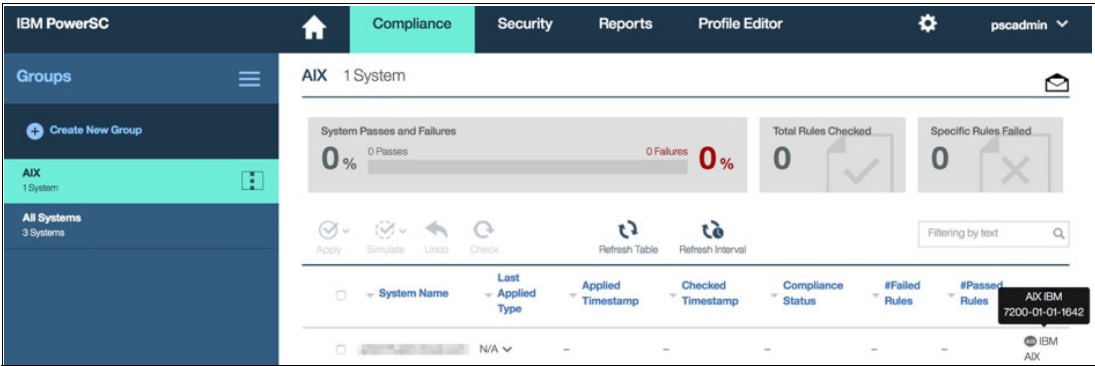 IBM PowerSC
Compliance
Security
Reports
Profile Editor
pscadmin
Groups
AIX 1 System
Create New Group
System Passes and Failures
Total Rules Checked
Specific Rules Failed
0 % 0 Passes
0 Failures 0 %
0
0
AIX
1 System
All Systems
3 Systems
Apply
Simulate
Undo
Check
Refresh Table
Refresh Interval
Filtering by text
System Name
Last
Applied
Type
Applied
Timestamp
Checked
Timestamp
Compliance
Status
#Failed
Rules
#Passed
Rules
AIX IBM
7200-01-01-1642
N/A
–
–
–
–
–
IBM
AIX